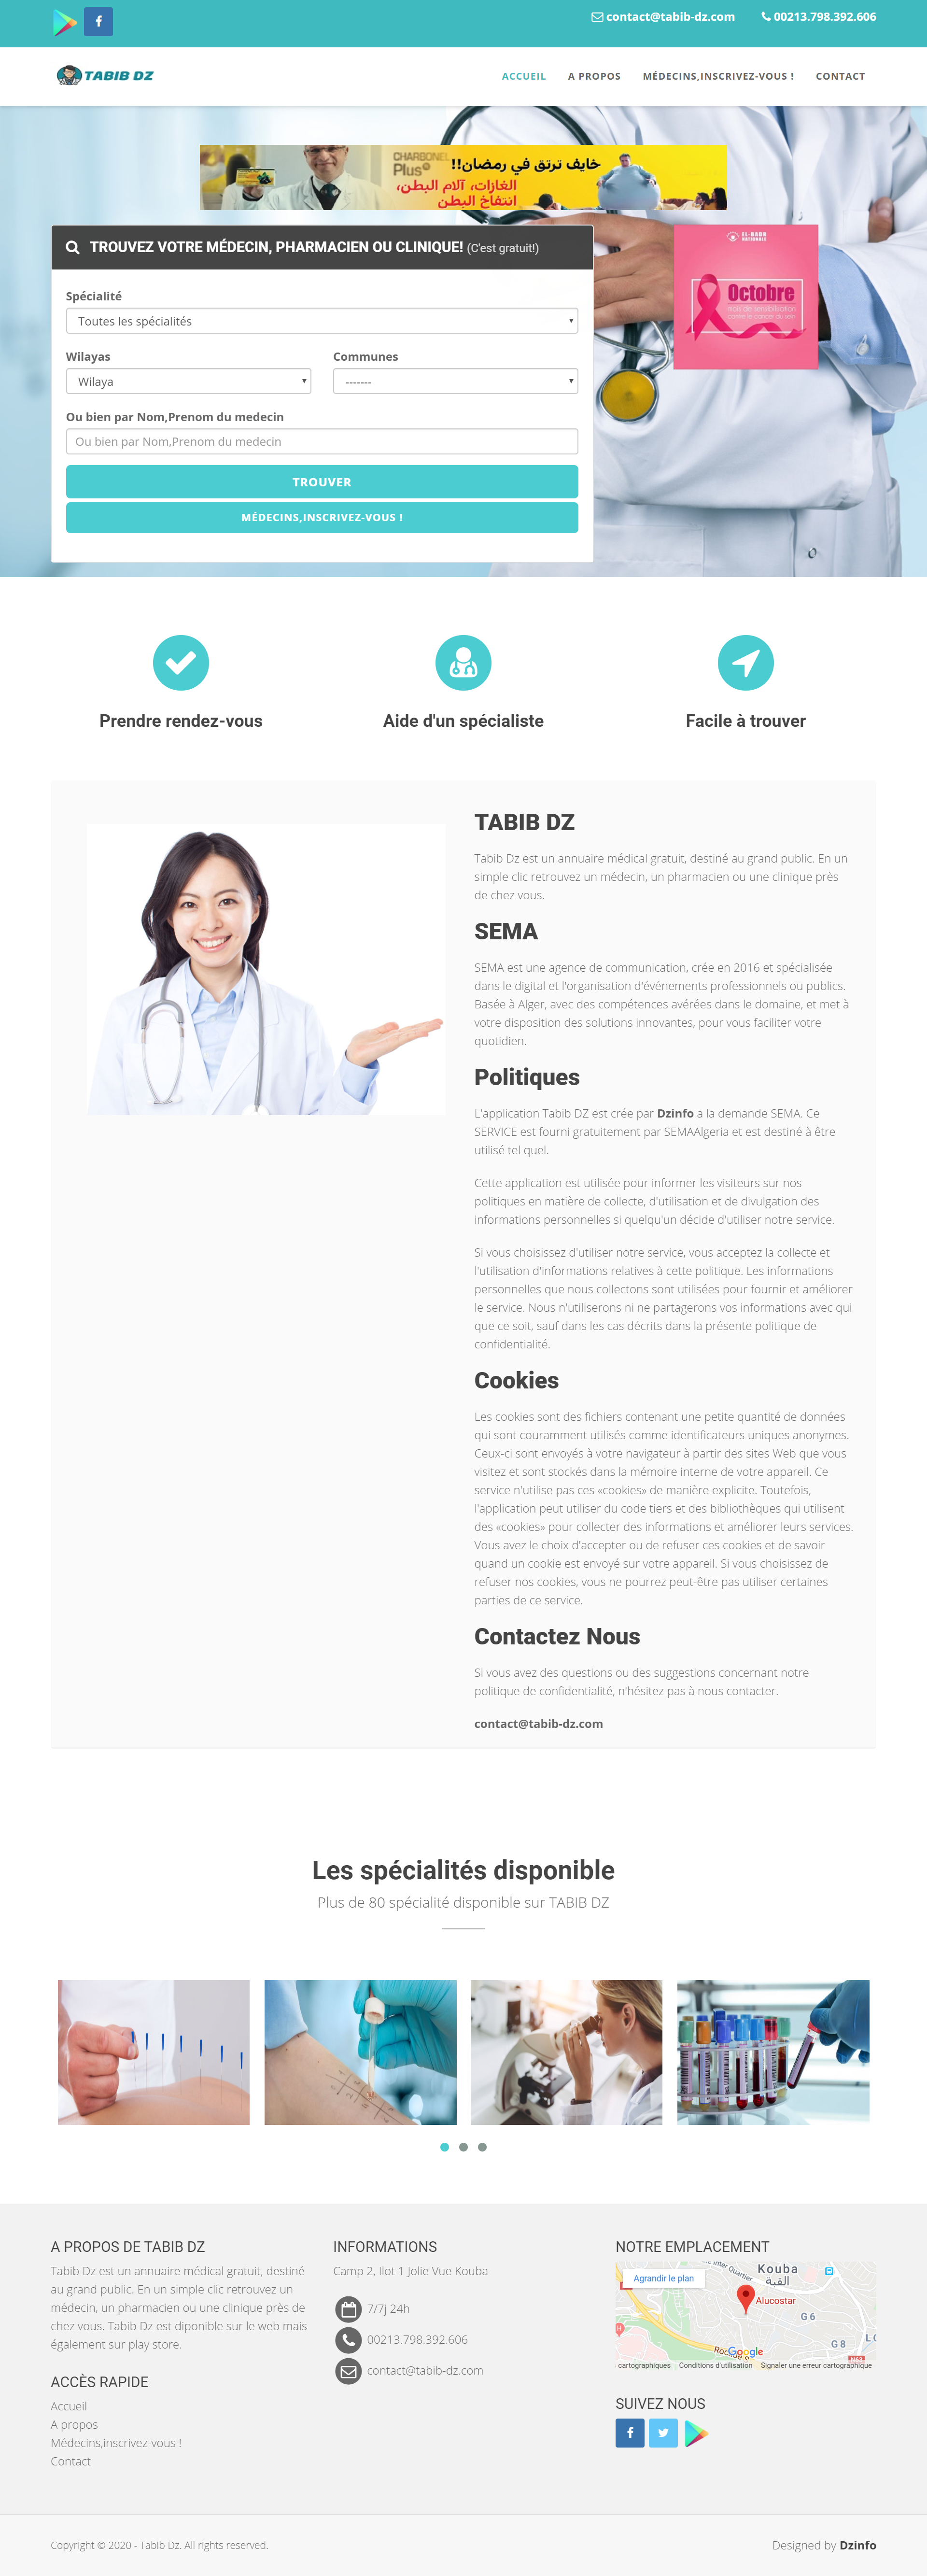 contact@tabib-dz.com 00213.798.392.606
TABIB DZ
ACCUEIL A PROPOS MÉDECINS,INSCRIVEZ-VOUS ! CONTACT
CHARBONEL
Plus
خايف ترتق في رمضان!!
الغازات، آلام البطن،
انتفاخ البطن
TROUVEZ VOTRE MÉDECIN, PHARMACIEN OU CLINIQUE! (C'est gratuit!)
EL-BADR
NATIONALE
Octobre
mois de sensibilisation
contre le cancer du sein
Spécialité
Toutes les spécialités
Wilayas Communes
Wilaya -------
Ou bien par Nom,Prenom du medecin
Ou bien par Nom,Prenom du medecin
TROUVER
MÉDECINS,INSCRIVEZ-VOUS !
Prendre rendez-vous
Aide d'un spécialiste
Facile à trouver
TABIB DZ
Tabib Dz est un annuaire médical gratuit, destiné au grand public. En un
simple clic retrouvez un médecin, un pharmacien ou une clinique près
de chez vous.
SEMA
SEMA est une agence de communication, crée en 2016 et spécialisée
dans le digital et l'organisation d'événements professionnels ou publics.
Basée à Alger, avec des compétences avérées dans le domaine, et met à
votre disposition des solutions innovantes, pour vous faciliter votre
quotidien.
Politiques
L'application Tabib DZ est crée par Dzinfo a la demande SEMA. Ce
SERVICE est fourni gratuitement par SEMAAlgeria et est destiné à être
utilisé tel quel.
Cette application est utilisée pour informer les visiteurs sur nos
politiques en matière de collecte, d'utilisation et de divulgation des
informations personnelles si quelqu'un décide d'utiliser notre service.
Si vous choisissez d'utiliser notre service, vous acceptez la collecte et
l'utilisation d'informations relatives à cette politique. Les informations
personnelles que nous collectons sont utilisées pour fournir et améliorer
le service. Nous n'utiliserons ni ne partagerons vos informations avec qui
que ce soit, sauf dans les cas décrits dans la présente politique de
confidentialité.
Cookies
Les cookies sont des fichiers contenant une petite quantité de données
qui sont couramment utilisés comme identificateurs uniques anonymes.
Ceux-ci sont envoyés à votre navigateur à partir des sites Web que vous
visitez et sont stockés dans la mémoire interne de votre appareil. Ce
service n'utilise pas ces «cookies» de manière explicite. Toutefois,
l'application peut utiliser du code tiers et des bibliothèques qui utilisent
des «cookies» pour collecter des informations et améliorer leurs services.
Vous avez le choix d'accepter ou de refuser ces cookies et de savoir
quand un cookie est envoyé sur votre appareil. Si vous choisissez de
refuser nos cookies, vous ne pourrez peut-être pas utiliser certaines
parties de ce service.
Contactez Nous
Si vous avez des questions ou des suggestions concernant notre
politique de confidentialité, n'hésitez pas à nous contacter.
contact@tabib-dz.com
Les spécialités disponible
Plus de 80 spécialité disponible sur TABIB DZ
A PROPOS DE TABIB DZ
Tabib Dz est un annuaire médical gratuit, destiné
au grand public. En un simple clic retrouvez un
médecin, un pharmacien ou une clinique près de
chez vous. Tabib Dz est diponible sur le web mais
également sur play store.
ACCÈS RAPIDE
Accueil
A propos
Médecins,inscrivez-vous !
Contact
INFORMATIONS
Camp 2, Ilot 1 Jolie Vue Kouba
7/7j 24h
00213.798.392.606
contact@tabib-dz.com
NOTRE EMPLACEMENT
Kouba
القبة
Agrandir le plan
Alucostar
G 6
G 8
Google
cartographiques Conditions d'utilisation Signaler une erreur cartographique
SUIVEZ NOUS
Copyright © 2020 - Tabib Dz. All rights reserved.
Designed by Dzinfo